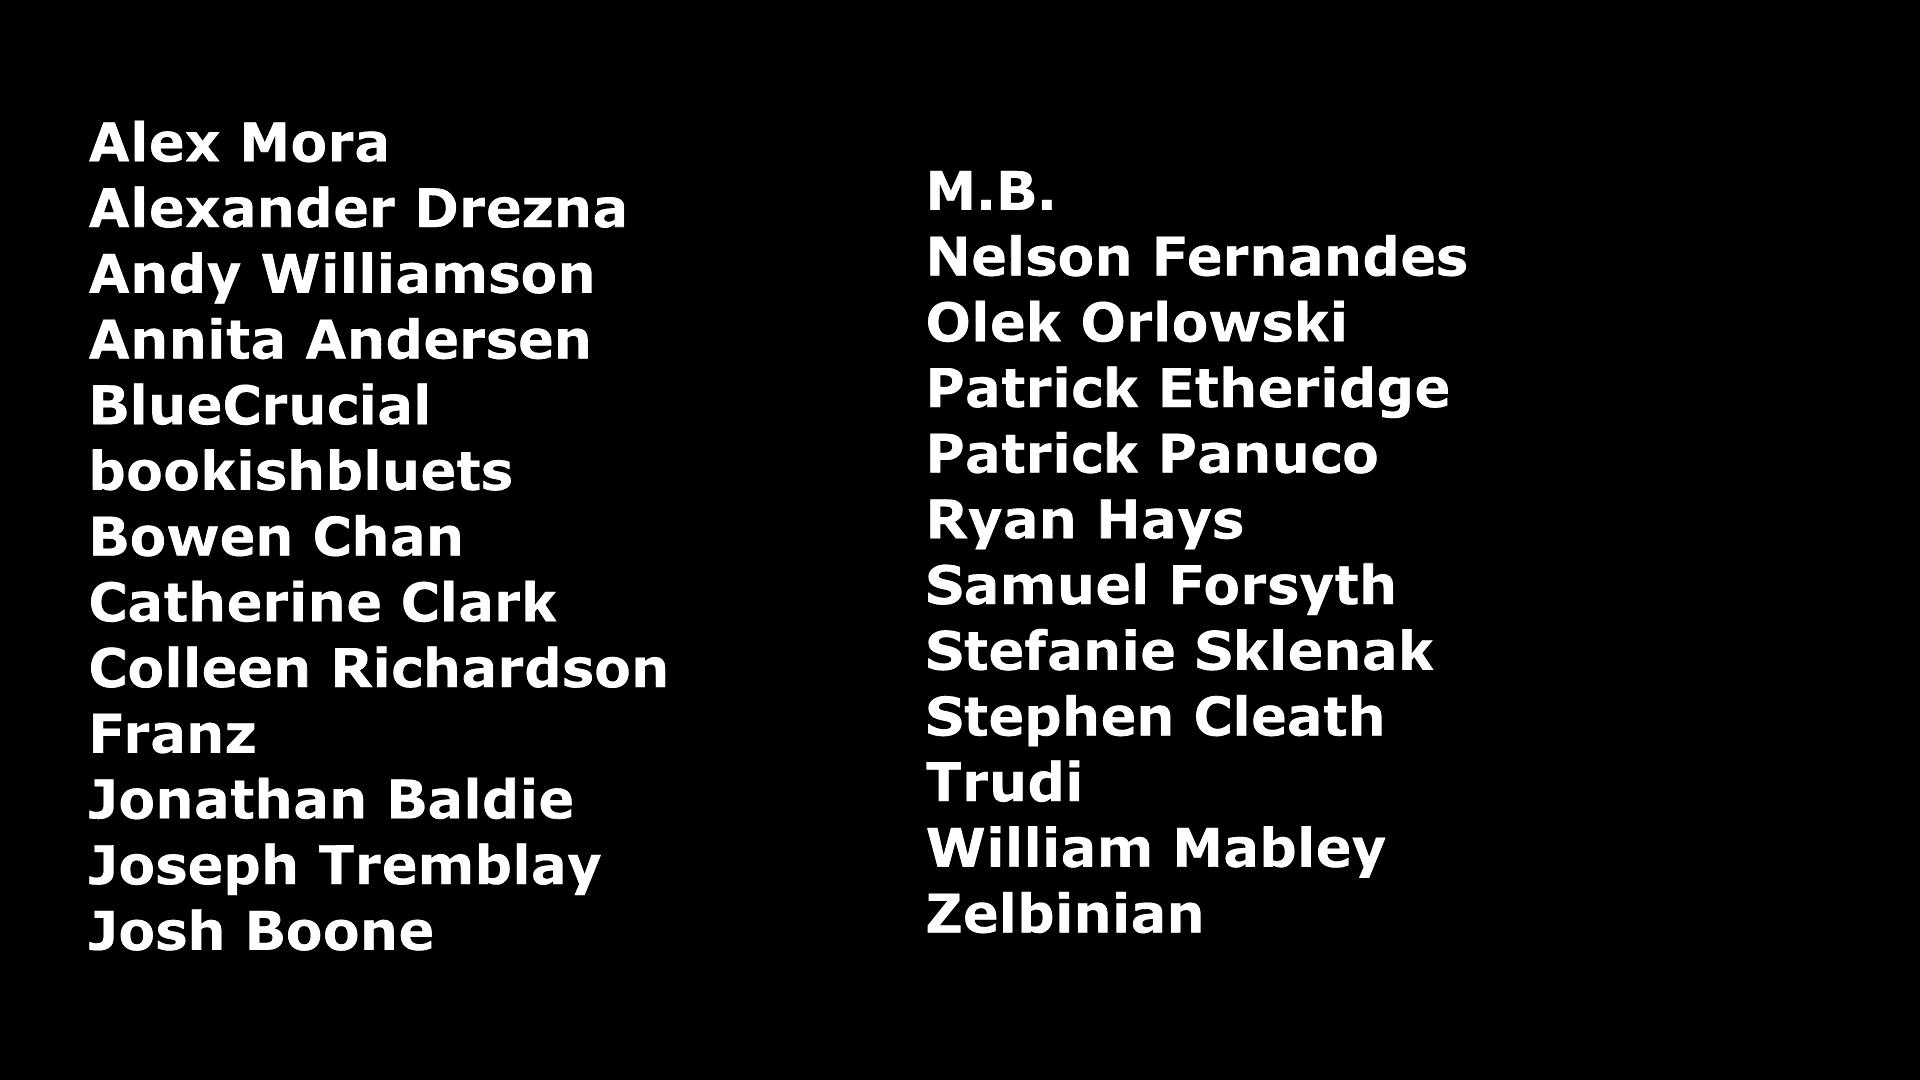 Alex Mora
Alexander Drezna
Andy Williamson
Annita Andersen
BlueCrucial
bookishbluets
Bowen Chan
Catherine Clark
Colleen Richardson
Franz
Jonathan Baldie
Joseph Tremblay
Josh Boone
M.B.
Nelson Fernandes
Olek Orlowski
Patrick Etheridge
Patrick Panuco
Ryan Hays
Samuel Forsyth
Stefanie Sklenak
Stephen Cleath
Trudi
William Mabley
Zelbinian